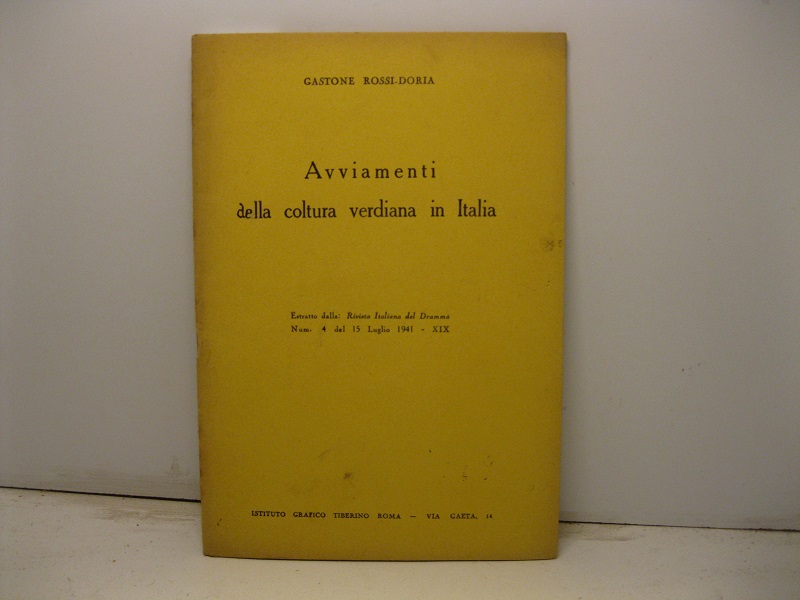 GASTONE ROSSI-DORIA
Avviamenti
della coltura verdiana in Italia
Estratto dalla: Rivista Italiana del Dramma
Num. 4 del 15 Luglio 1941 - XIX
ISTITUTO GRAFICO TIBERINO ROMA — VIA GAETA, 14